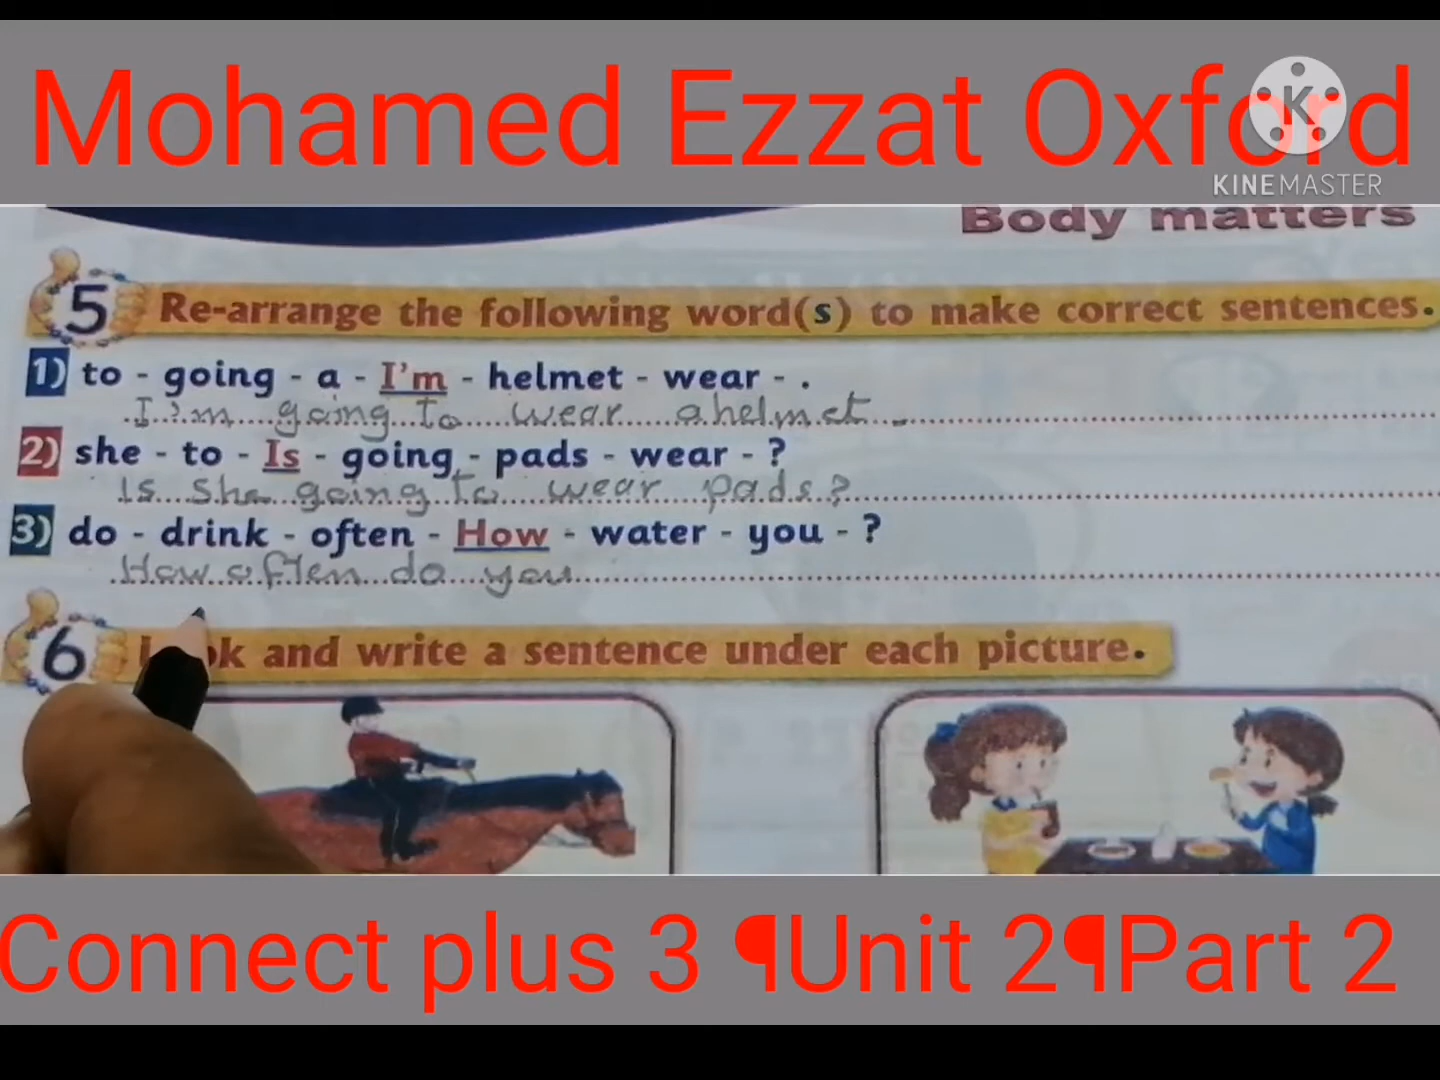 Mohamed Ezzat Oxford
KINEMASTER
Body matters
5 Re-arrange the following word(s) to make correct sentences.
1) to - going - a - I'm - helmet - wear - .
I'm going to wear a helmet.
2) she - to - Is - going - pads - wear - ?
Is she going to wear pads?
3) do - drink - often - How - water - you - ?
How often do you
6 Look and write a sentence under each picture.
Connect plus 3 ¶Unit 2¶Part 2